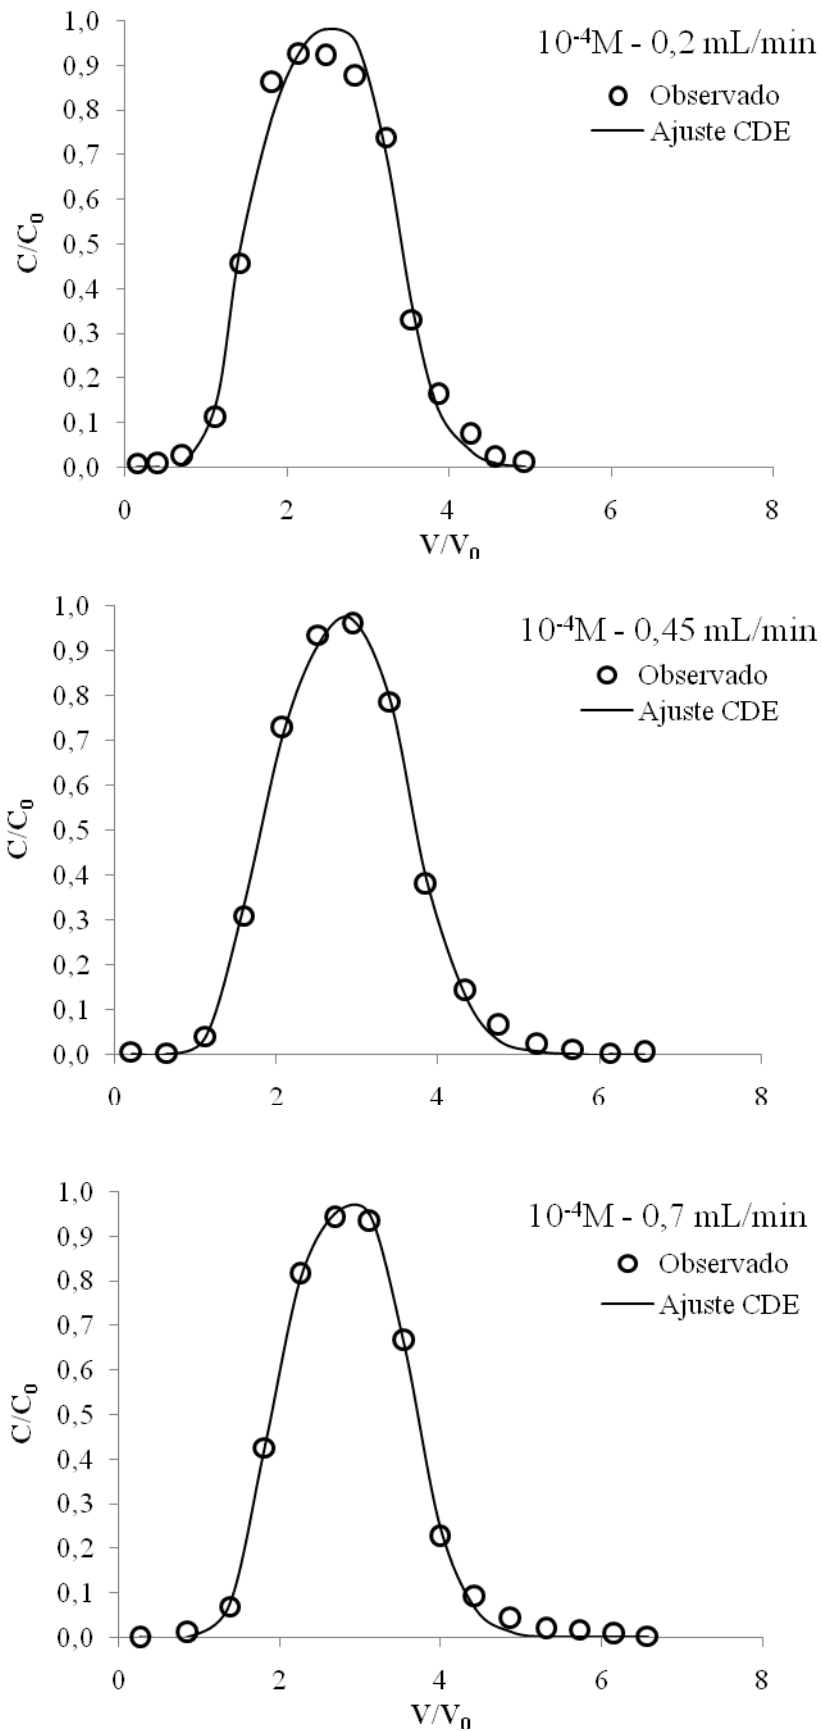 10⁻⁴M - 0,2 mL/min
Observado
Ajuste CDE
C/C₀
1,0
0,9
0,8
0,7
0,6
0,5
0,4
0,3
0,2
0,1
0,0
0 2 4 6 8
V/V₀
10⁻⁴M - 0,45 mL/min
Observado
Ajuste CDE
C/C₀
1,0
0,9
0,8
0,7
0,6
0,5
0,4
0,3
0,2
0,1
0,0
0 2 4 6 8
10⁻⁴M - 0,7 mL/min
Observado
Ajuste CDE
C/C₀
1,0
0,9
0,8
0,7
0,6
0,5
0,4
0,3
0,2
0,1
0,0
0 2 4 6 8
V/V₀